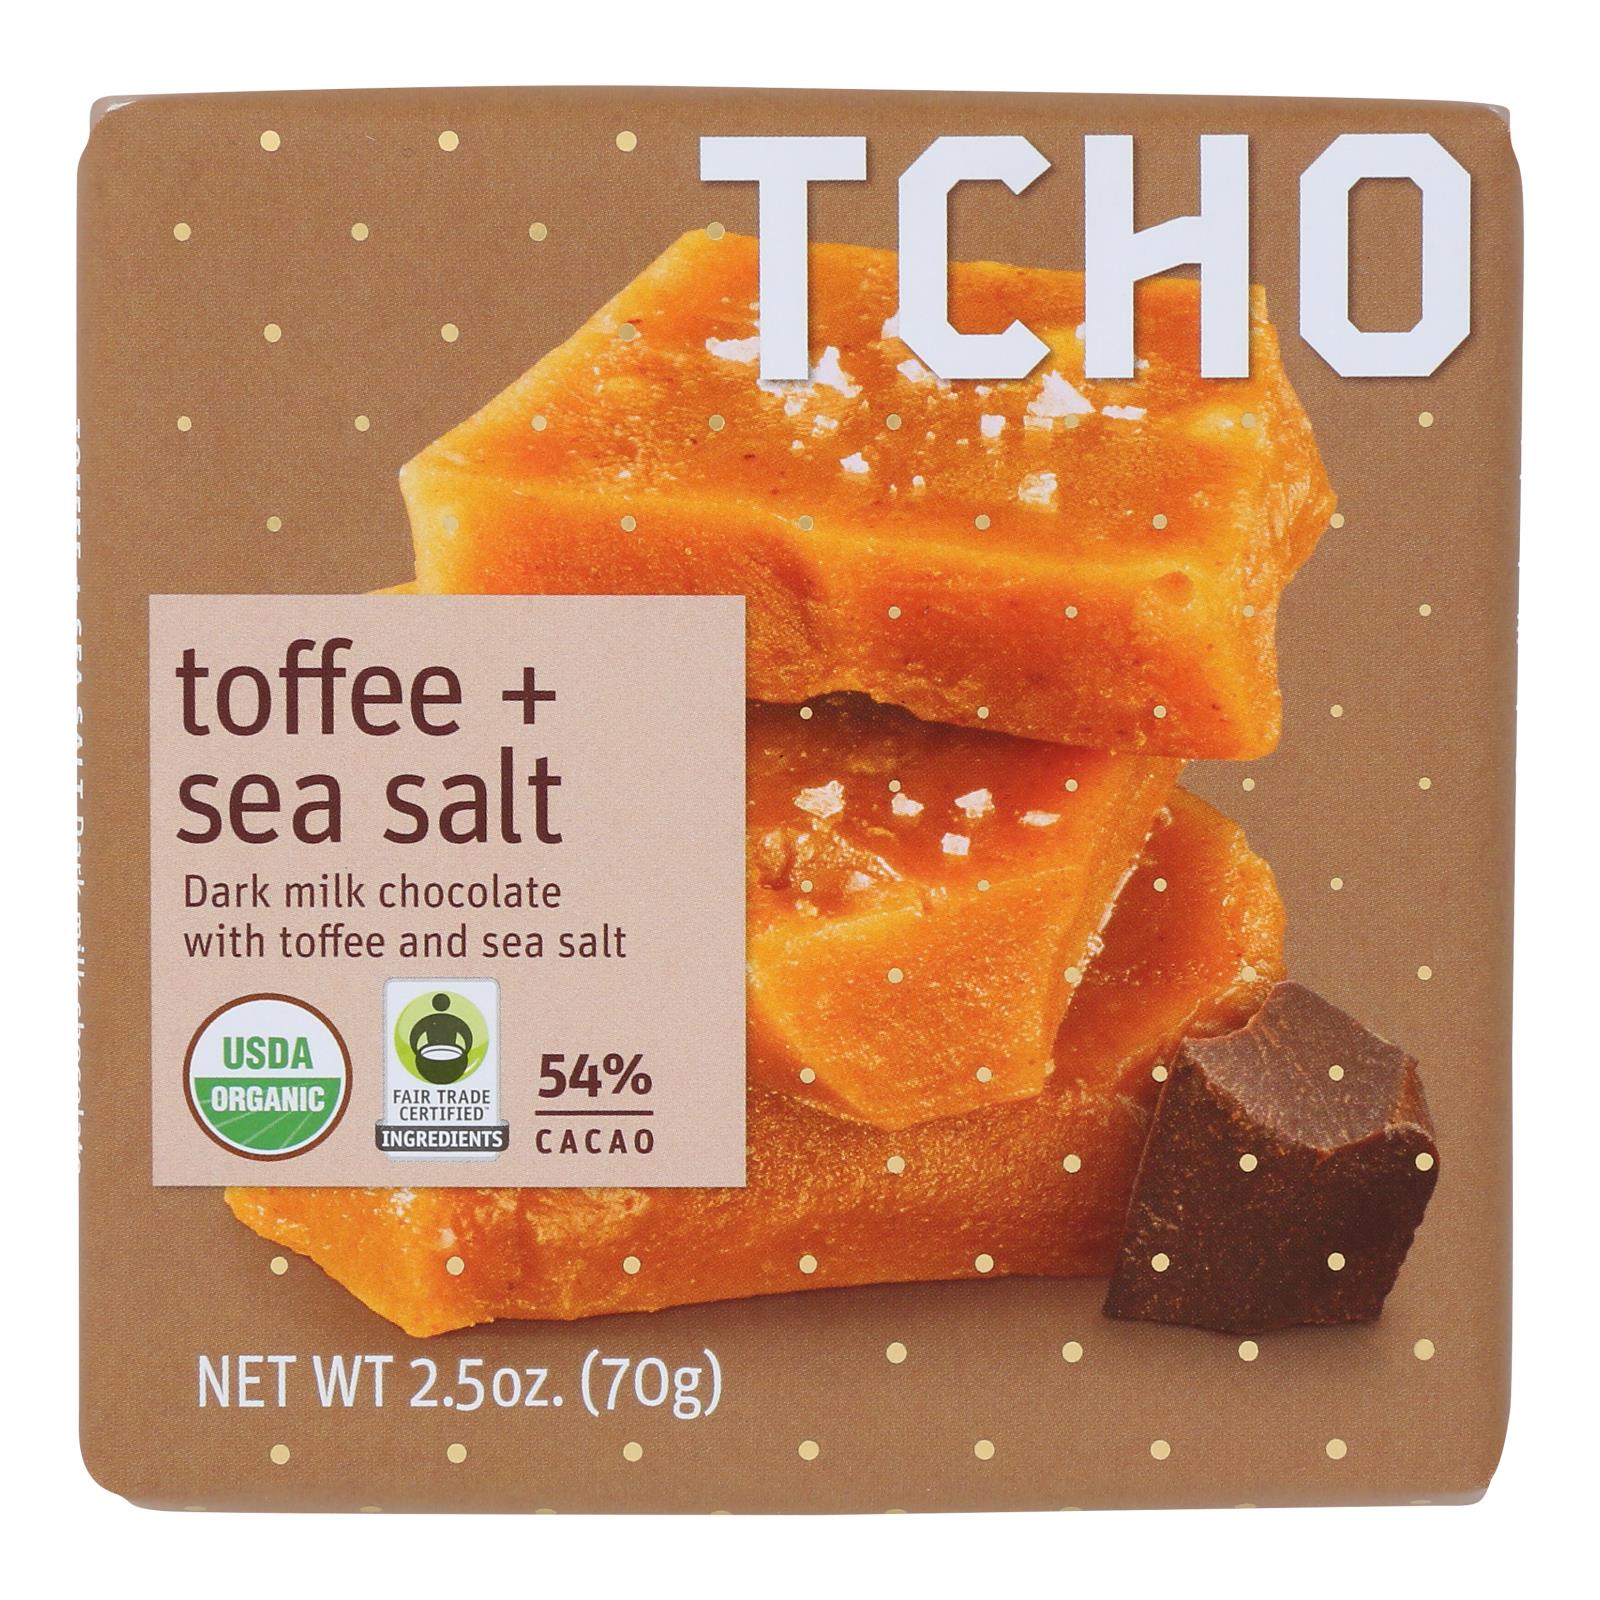 TCHO
toffee +
sea salt
Dark milk chocolate
with toffee and sea salt
USDA
ORGANIC
FAIR TRADE
CERTIFIED™
INGREDIENTS
54%
CACAO
NET WT 2.5oz. (70g)